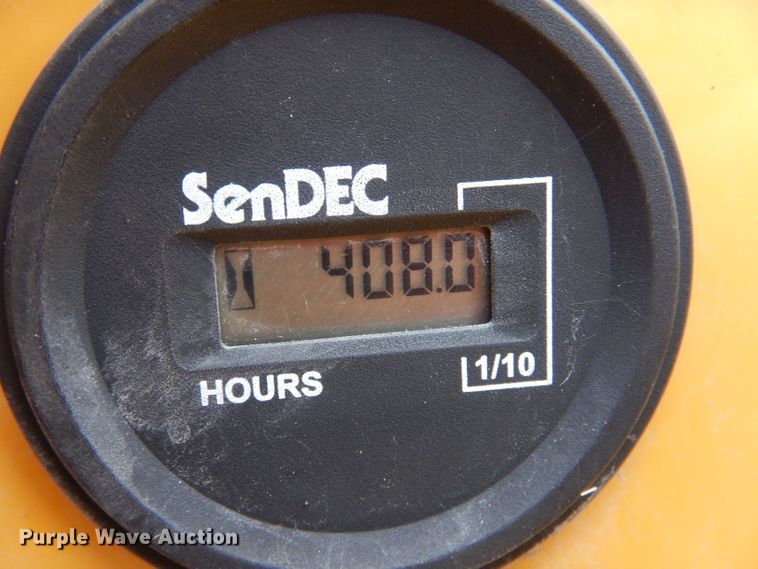 SenDEC
408.0
HOURS
1/10
Purple Wave Auction®